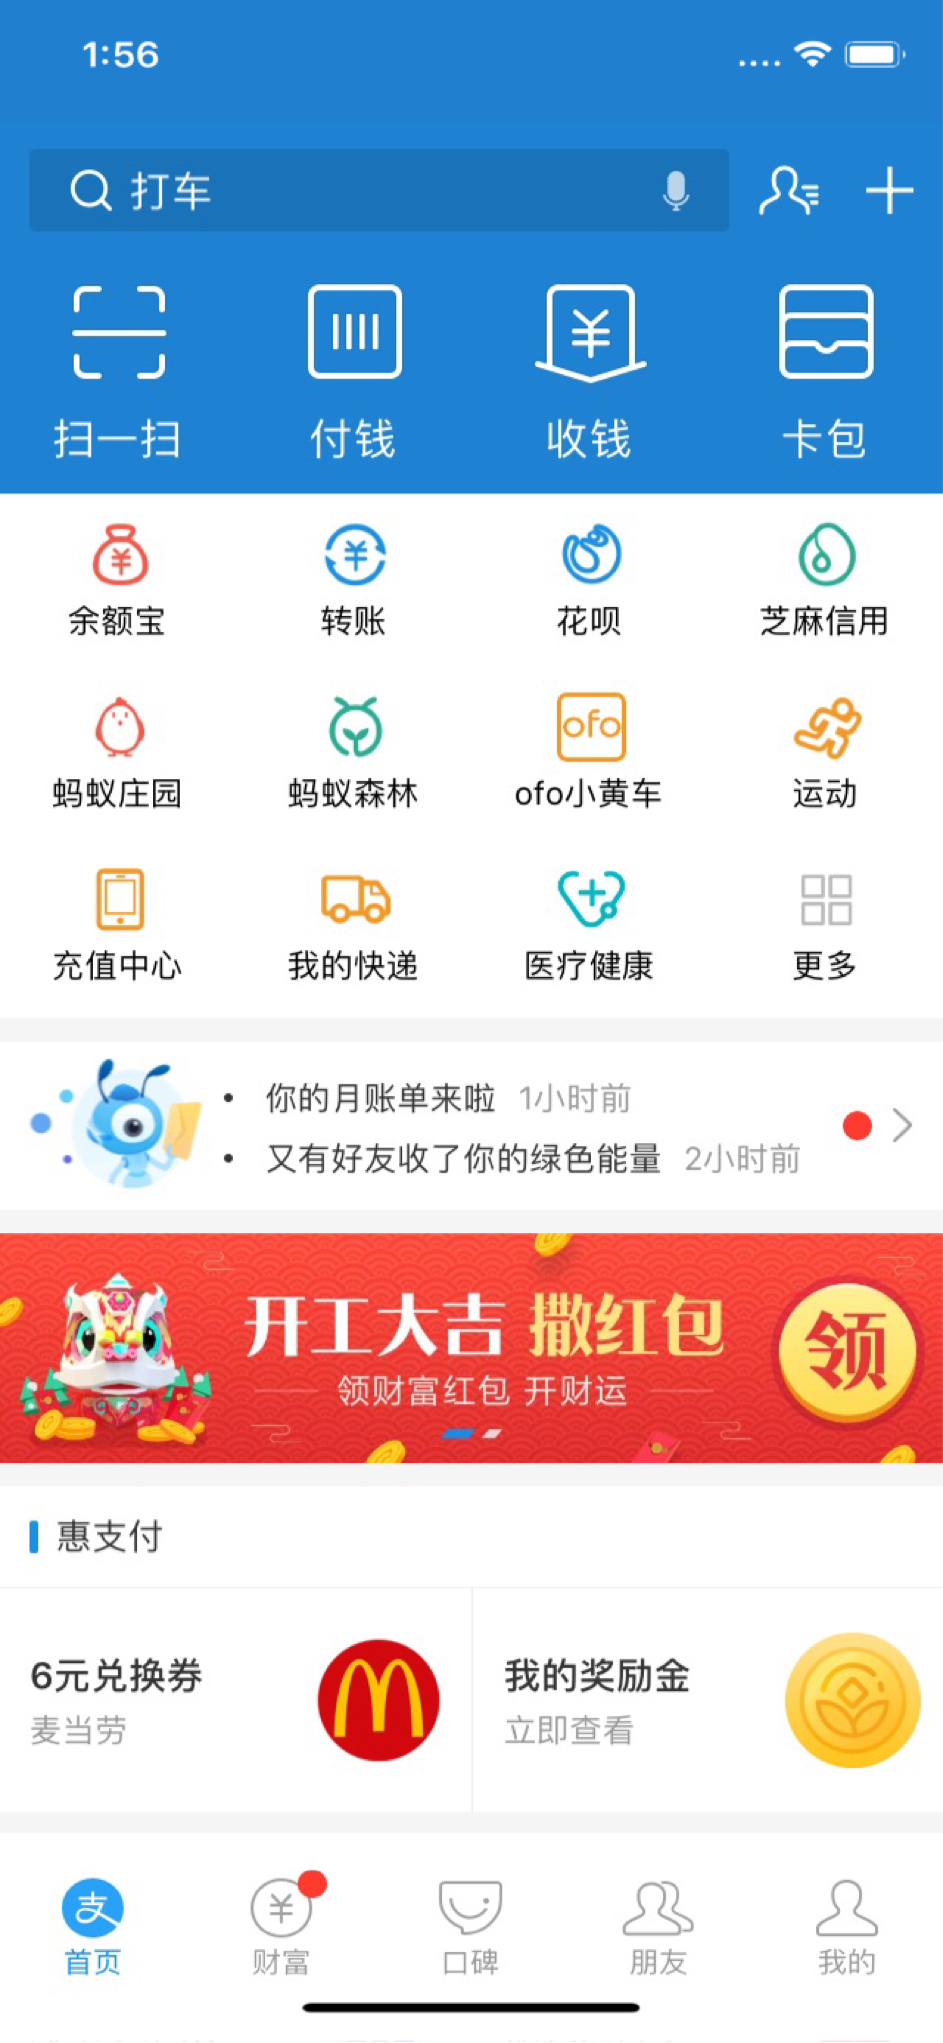 1:56
打车
扫一扫 付钱 收钱 卡包
余额宝 转账 花呗 芝麻信用
ofo
蚂蚁庄园 蚂蚁森林 ofo小黄车 运动
充值中心 我的快递 医疗健康 更多
• 你的月账单来啦 1小时前
• 又有好友收了你的绿色能量 2小时前
开工大吉 撒红包
领财富红包 开财运
领
惠支付
6元兑换券
麦当劳
我的奖励金
立即查看
支
首页 财富 口碑 朋友 我的